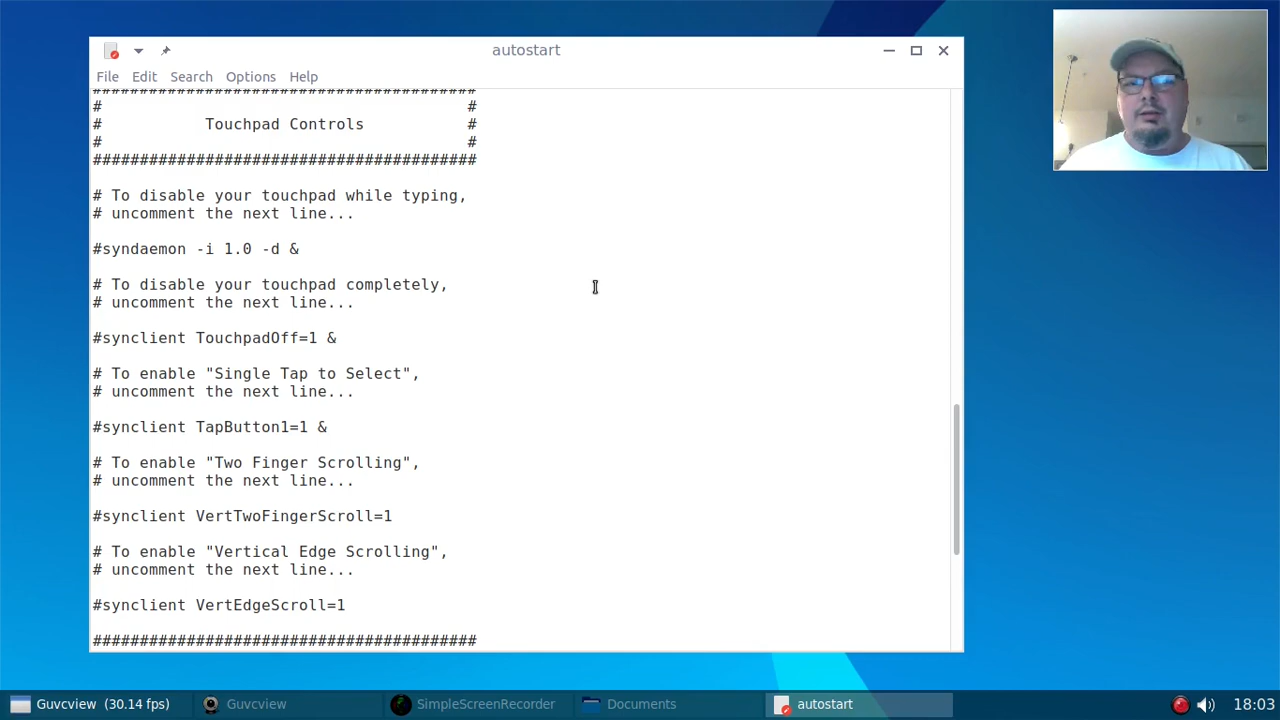 autostart
File Edit Search Options Help
#########################################
# #
# Touchpad Controls #
# #
#########################################
# To disable your touchpad while typing,
# uncomment the next line...
#syndaemon -i 1.0 -d &
# To disable your touchpad completely,
# uncomment the next line...
#synclient TouchpadOff=1 &
# To enable "Single Tap to Select",
# uncomment the next line...
#synclient TapButton1=1 &
# To enable "Two Finger Scrolling",
# uncomment the next line...
#synclient VertTwoFingerScroll=1
# To enable "Vertical Edge Scrolling",
# uncomment the next line...
#synclient VertEdgeScroll=1
#########################################
Guvcview (30.14 fps) Guvcview SimpleScreenRecorder Documents autostart 18:03